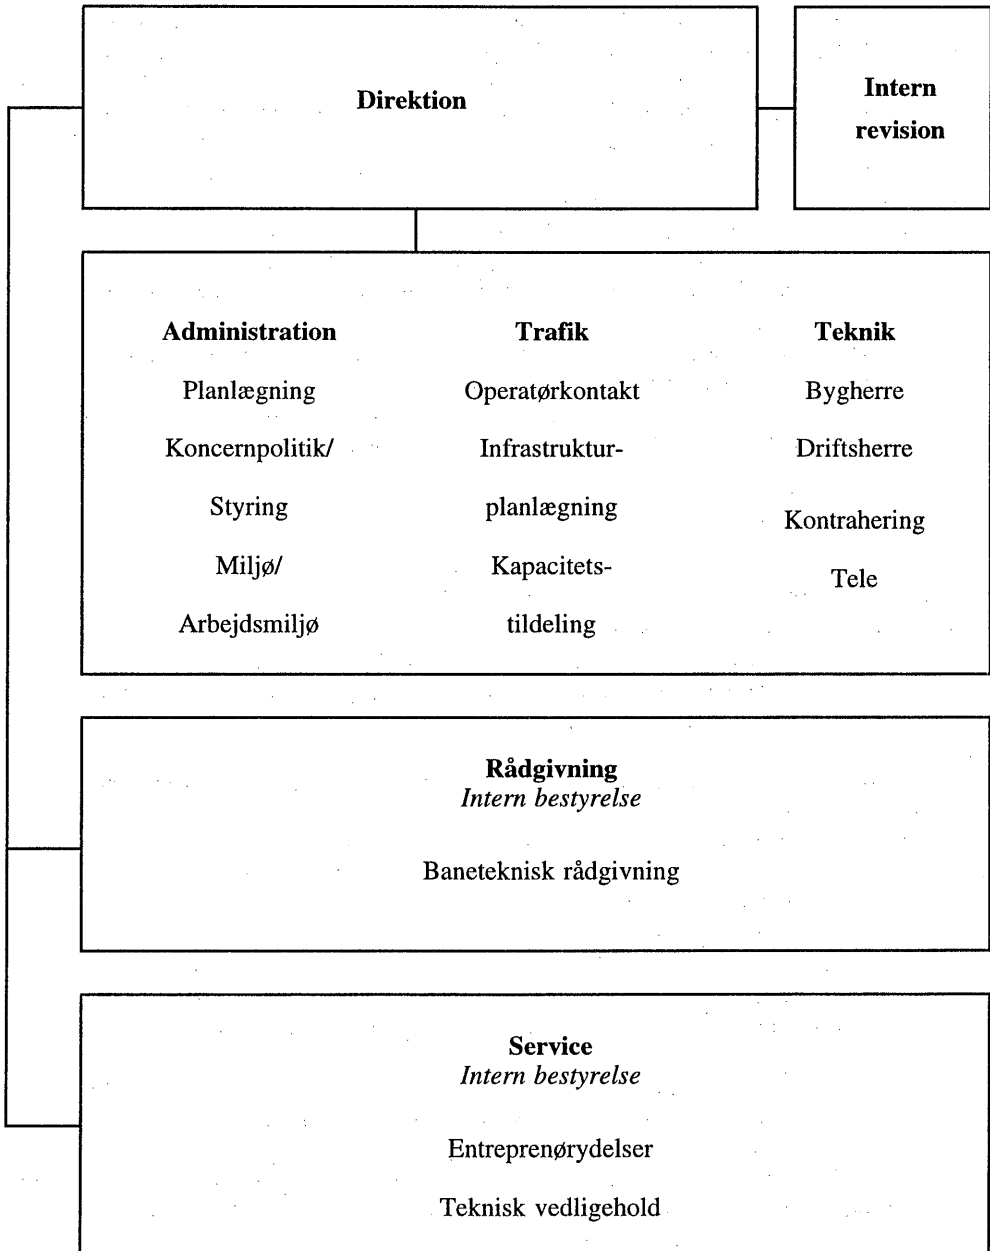 Direktion
Intern
revision
Administration
Planlægning
Koncernpolitik/
Styring
Miljø/
Arbejdsmiljø
Trafik
Operatørkontakt
Infrastruktur-
planlægning
Kapacitets-
tildeling
Teknik
Bygherre
Driftsherre
Kontrahering
Tele
Rådgivning
Intern bestyrelse
Baneteknisk rådgivning
Service
Intern bestyrelse
Entreprenørydelser
Teknisk vedligehold